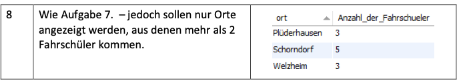 8
Wie Aufgabe 7. – jedoch sollen nur Orte
angezeigt werden, aus denen mehr als 2
Fahrschüler kommen.
ort Anzahl_der_Fahrschueler
Plüderhausen 3
Schorndorf 5
Welzheim 3